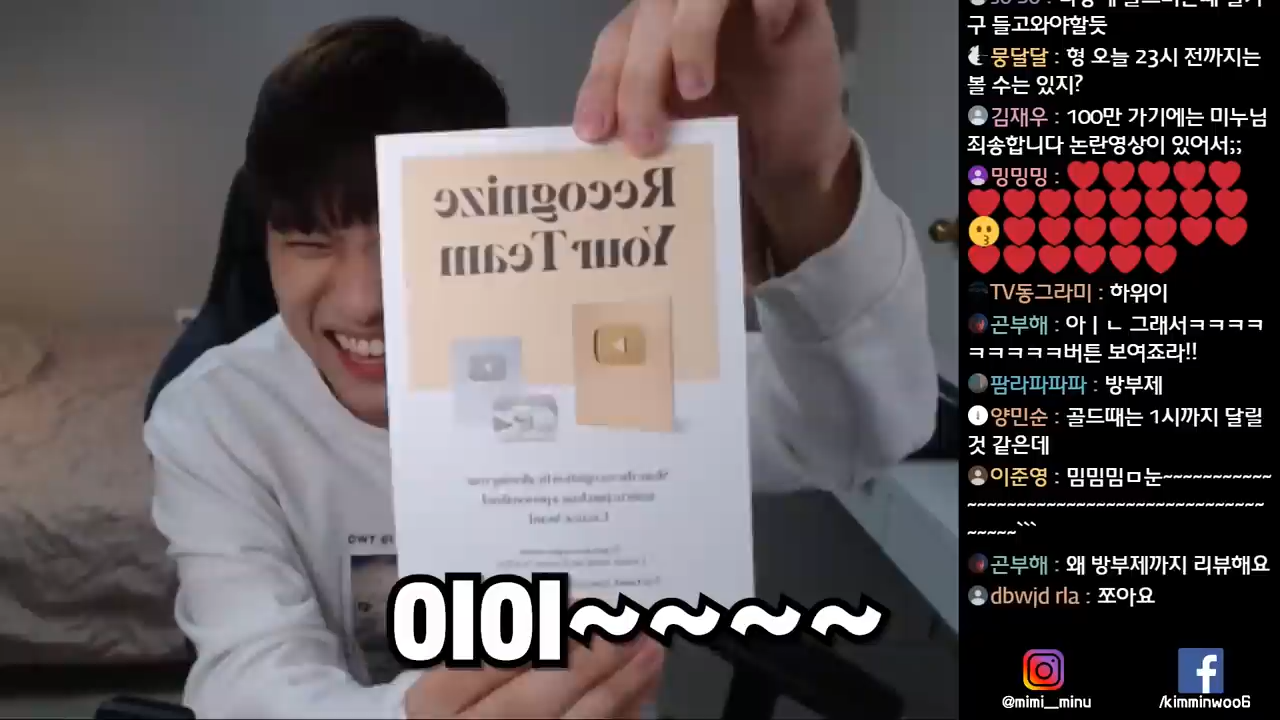 Recognize
Your Team
이이~~~~
구 들고와야할듯
뭉달달 : 형 오늘 23시 전까지는
볼 수는 있지?
김재우 : 100만 가기에는 미누님
죄송합니다 논란영상이 있어서;;
밍밍밍 : ❤❤❤❤❤
❤❤❤❤❤❤❤❤
😗❤❤❤❤❤❤❤
❤❤❤❤❤❤
TV동그라미 : 하위이
곤부해 : 아ㅣㄴ 그래서ㅋㅋㅋㅋ
ㅋㅋㅋㅋㅋ버튼 보여죠라!!
팜라파파파 : 방부제
양민순 : 골드때는 1시까지 달릴
것 같은데
이준영 : 밈밈밈ㅁ눈~~~~~~~~~~~
~~~~~~~~~~~~~~~~~~~~~~~~~~~~~~
~~~~~```
곤부해 : 왜 방부제까지 리뷰해요
dbwjd rla : 쪼아요
@mimi__minu
/kimminwoo6